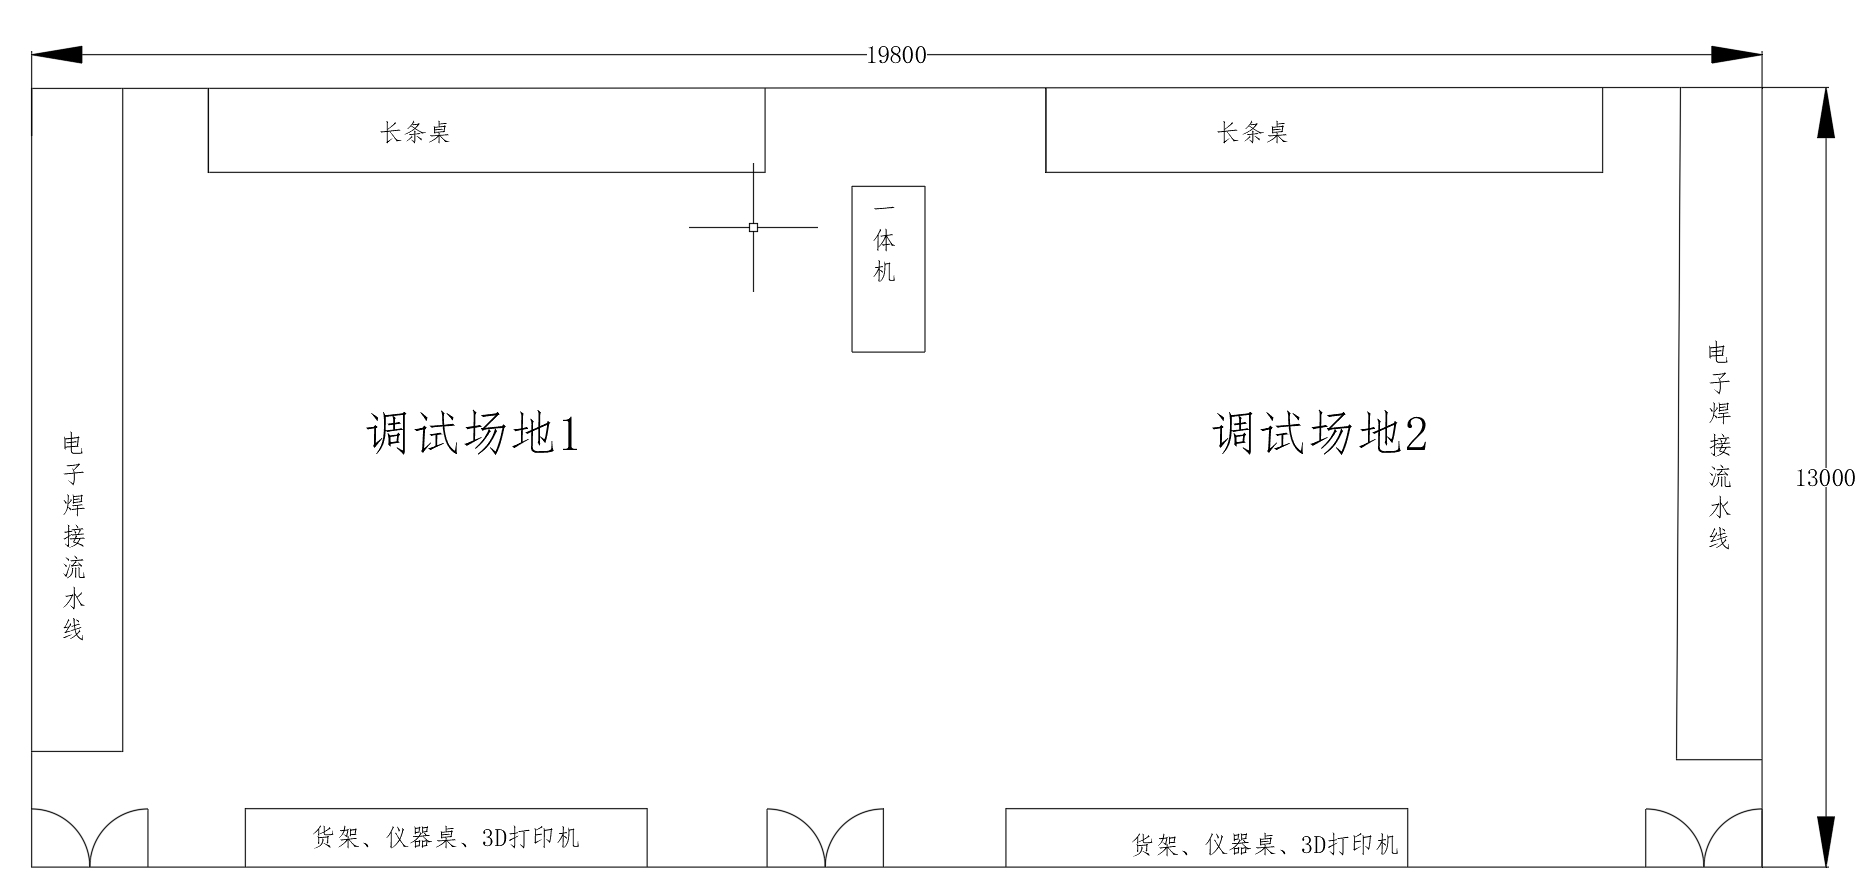 19800
长条桌
长条桌
一体机
调试场地1
调试场地2
电子焊接流水线
电子焊接流水线
13000
货架、仪器桌、3D打印机
货架、仪器桌、3D打印机